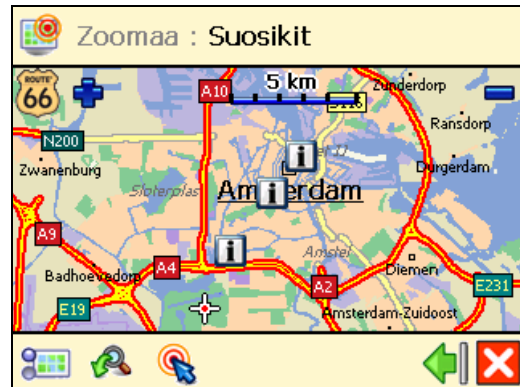 Zoomaa : Suosikit
ROUTE
66
A10
5 km
Zunderdorp
Ransdorp
N200
Zwanenburg
Sloterplas
Amsterdam
Durgerdam
A9
Amstel
Badhoevedorp
A4
Diemen
A2
E231
E19
Amsterdam-Zuidoost